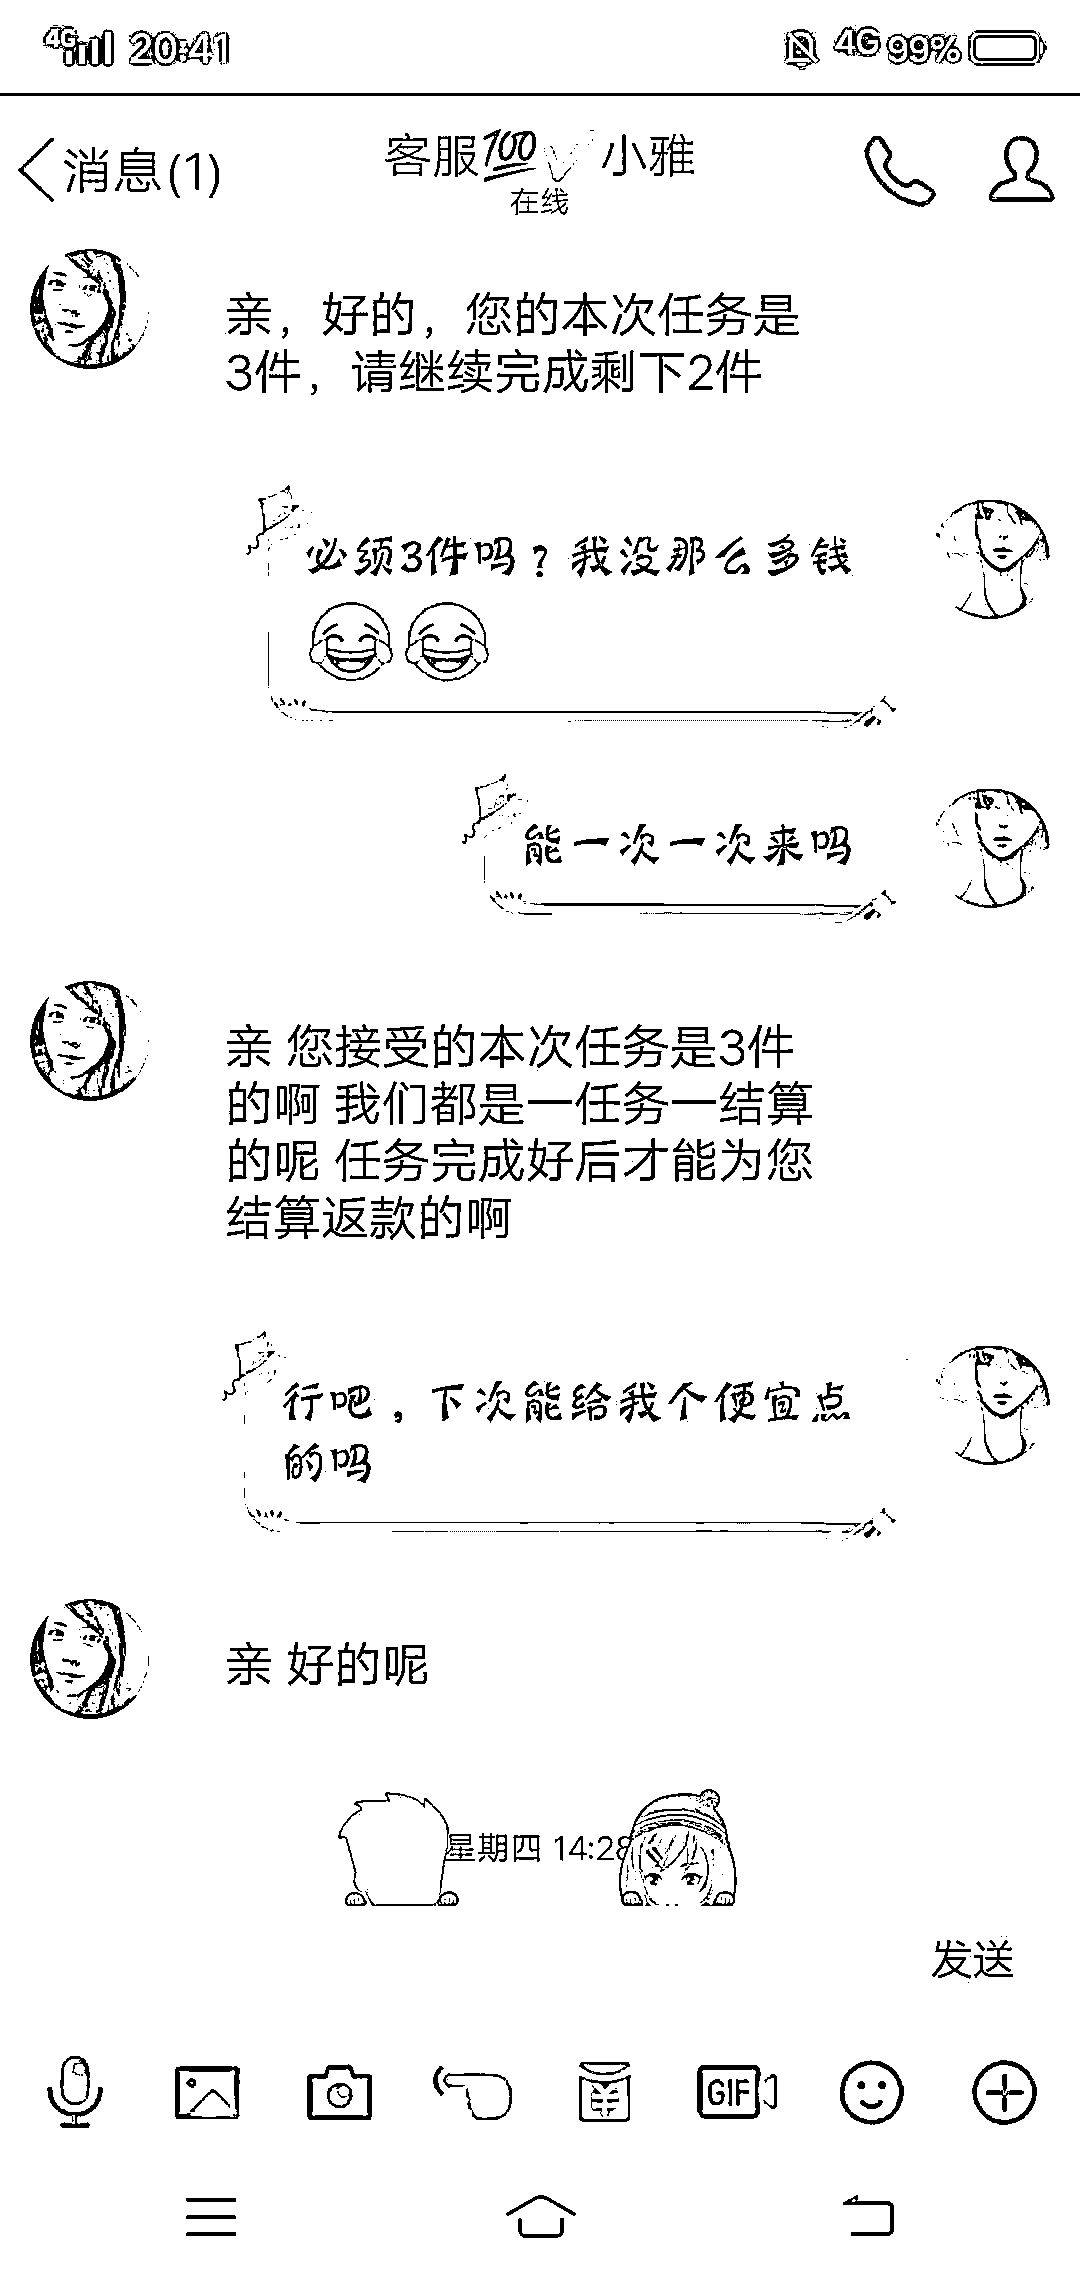 4G 20:41 4G 99%
消息(1) 客服💯 小雅
在线
亲，好的，您的本次任务是
3件，请继续完成剩下2件
必须3件吗？我没那么多钱
😂😂
能一次一次来吗
亲 您接受的本次任务是3件
的啊 我们都是一任务一结算
的呢 任务完成好后才能为您
结算返款的啊
行吧，下次能给我个便宜点
的吗
亲 好的呢
星期四 14:28
发送
GIF